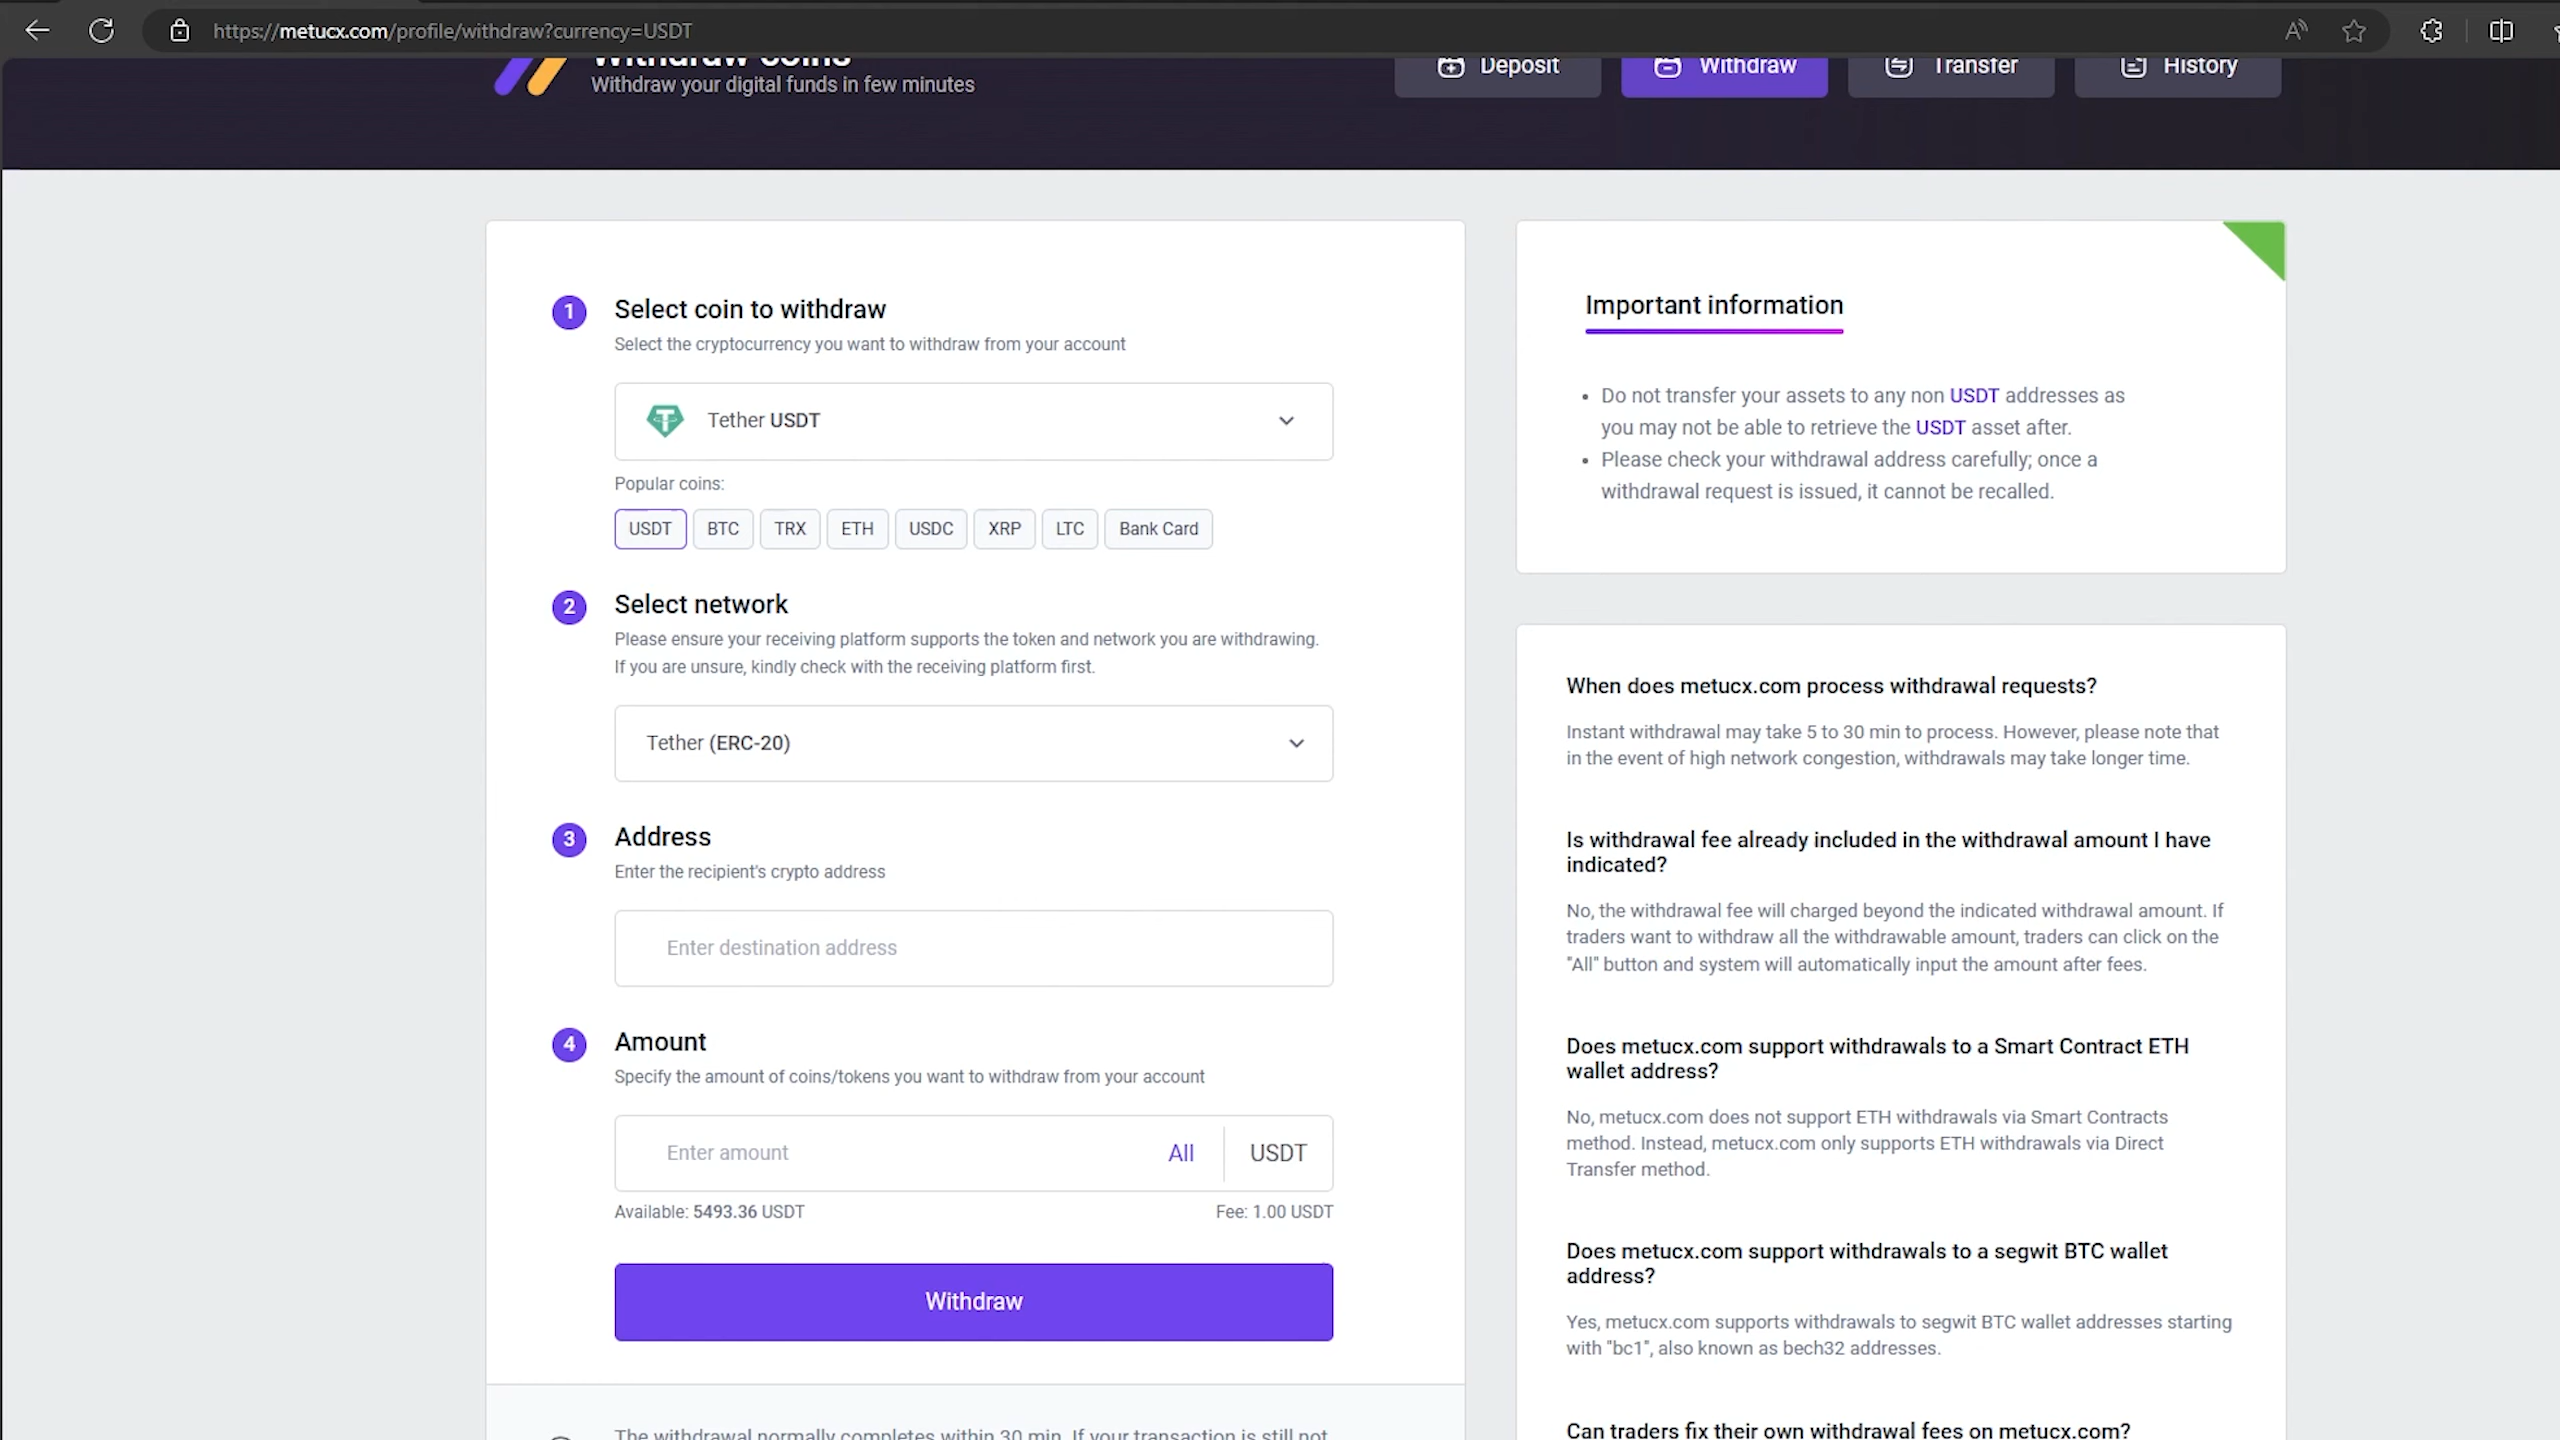 https://metucx.com/profile/withdraw?currency=USDT
Withdraw coins
Withdraw your digital funds in few minutes
Deposit
Withdraw
Transfer
History
1
Select coin to withdraw
Select the cryptocurrency you want to withdraw from your account
Tether USDT
Popular coins:
USDT BTC TRX ETH USDC XRP LTC Bank Card
2
Select network
Please ensure your receiving platform supports the token and network you are withdrawing.
If you are unsure, kindly check with the receiving platform first.
Tether (ERC-20)
3
Address
Enter the recipient's crypto address
Enter destination address
4
Amount
Specify the amount of coins/tokens you want to withdraw from your account
Enter amount All USDT
Available: 5493.36 USDT Fee: 1.00 USDT
Withdraw
The withdrawal normally completes within 30 min. If your transaction is still not
Important information
• Do not transfer your assets to any non USDT addresses as
you may not be able to retrieve the USDT asset after.
• Please check your withdrawal address carefully; once a
withdrawal request is issued, it cannot be recalled.
When does metucx.com process withdrawal requests?
Instant withdrawal may take 5 to 30 min to process. However, please note that
in the event of high network congestion, withdrawals may take longer time.
Is withdrawal fee already included in the withdrawal amount I have
indicated?
No, the withdrawal fee will charged beyond the indicated withdrawal amount. If
traders want to withdraw all the withdrawable amount, traders can click on the
"All" button and system will automatically input the amount after fees.
Does metucx.com support withdrawals to a Smart Contract ETH
wallet address?
No, metucx.com does not support ETH withdrawals via Smart Contracts
method. Instead, metucx.com only supports ETH withdrawals via Direct
Transfer method.
Does metucx.com support withdrawals to a segwit BTC wallet
address?
Yes, metucx.com supports withdrawals to segwit BTC wallet addresses starting
with "bc1", also known as bech32 addresses.
Can traders fix their own withdrawal fees on metucx.com?